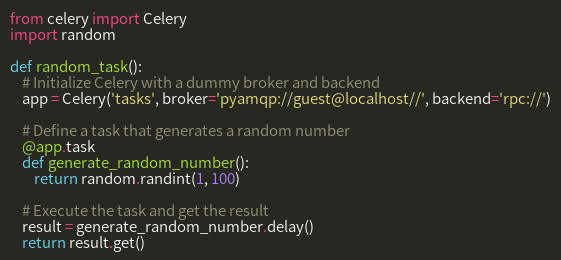 from celery import Celery
import random

def random_task():
    # Initialize Celery with a dummy broker and backend
    app = Celery('tasks', broker='pyamqp://guest@localhost//', backend='rpc://')

    # Define a task that generates a random number
    @app.task
    def generate_random_number():
        return random.randint(1, 100)

    # Execute the task and get the result
    result = generate_random_number.delay()
    return result.get()